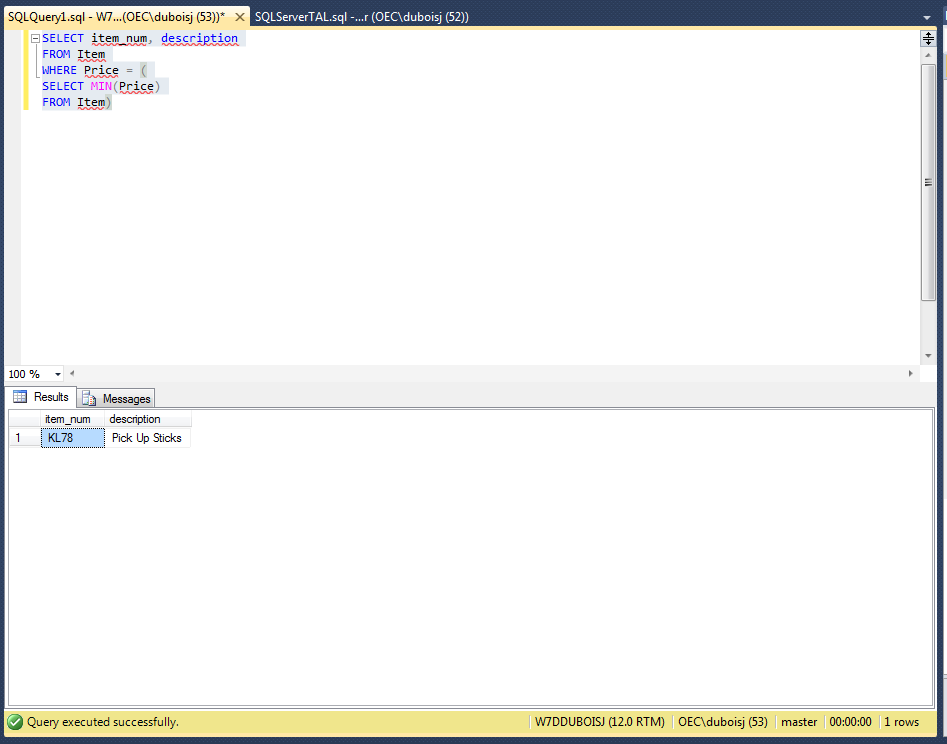 SQLQuery1.sql - W7...(OEC\duboisj (53))* SQLServerTAL.sql -...r (OEC\duboisj (52))
SELECT item_num, description
FROM Item
WHERE Price = (
SELECT MIN(Price)
FROM Item)
100 %
Results Messages
item_num description
1 KL78 Pick Up Sticks
Query executed successfully. W7DDUBOISJ (12.0 RTM) OEC\duboisj (53) master 00:00:00 1 rows